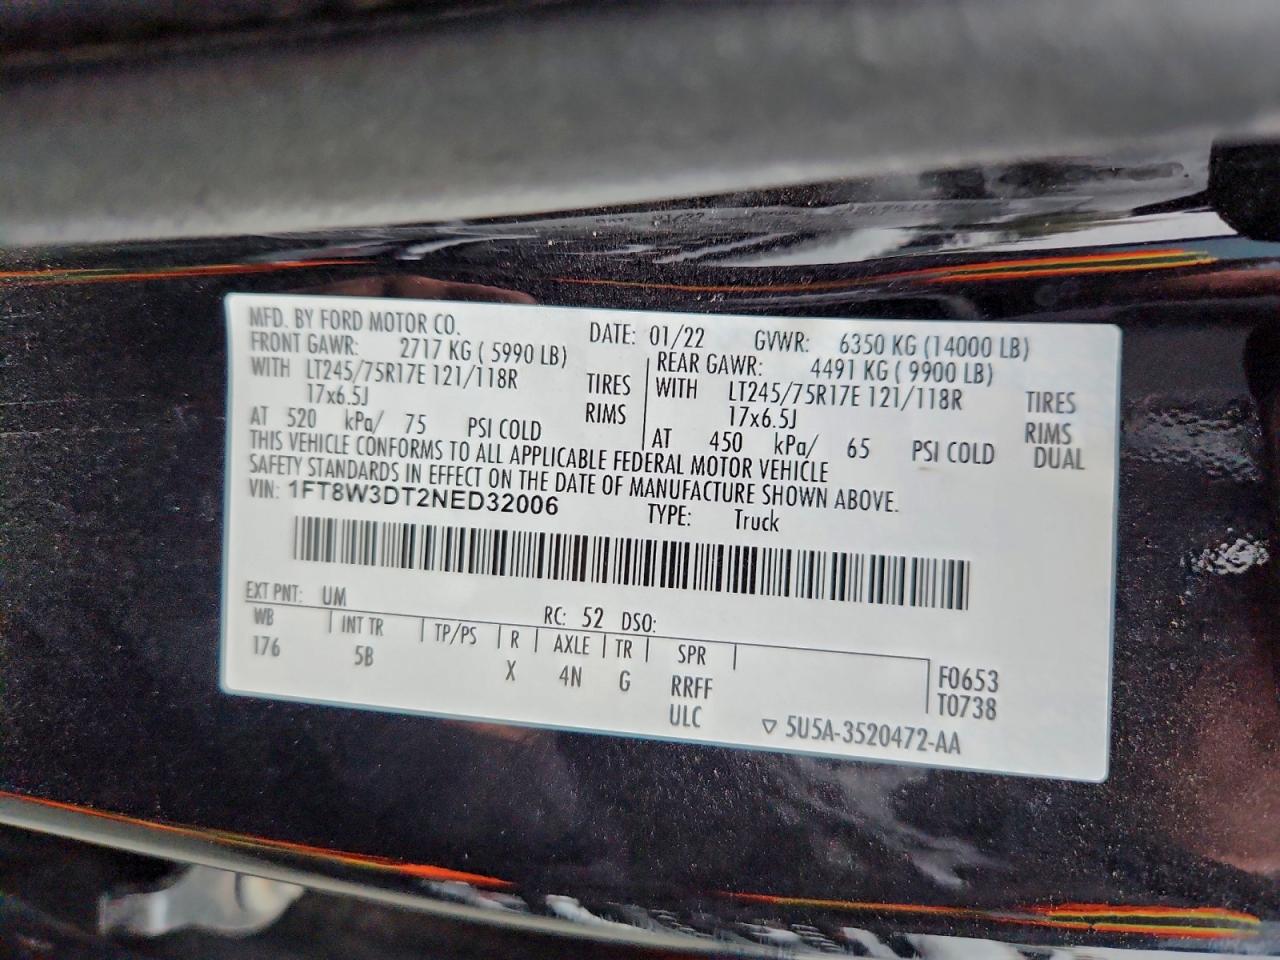 MFD. BY FORD MOTOR CO. DATE: 01/22 GVWR: 6350 KG (14000 LB)
FRONT GAWR: 2717 KG ( 5990 LB) REAR GAWR: 4491 KG ( 9900 LB)
WITH LT245/75R17E 121/118R TIRES WITH LT245/75R17E 121/118R TIRES
17x6.5J RIMS 17x6.5J RIMS
AT 520 kPa/ 75 PSI COLD AT 450 kPa/ 65 PSI COLD DUAL
THIS VEHICLE CONFORMS TO ALL APPLICABLE FEDERAL MOTOR VEHICLE
SAFETY STANDARDS IN EFFECT ON THE DATE OF MANUFACTURE SHOWN ABOVE.
VIN: 1FT8W3DT2NED32006 TYPE: Truck
EXT PNT: UM RC: 52 DSO:
WB INT TR TP/PS R AXLE TR SPR
176 5B X 4N G RRFF F0653
ULC T0738
▽ 5U5A-3520472-AA